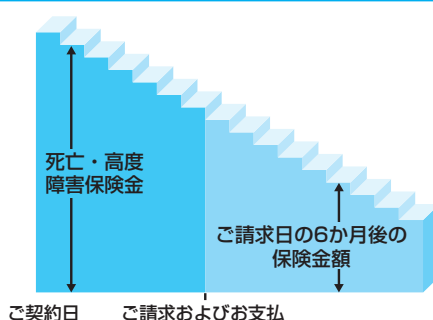 死亡・高度
障害保険金
ご請求日の6か月後の
保険金額
ご契約日
ご請求およびお支払